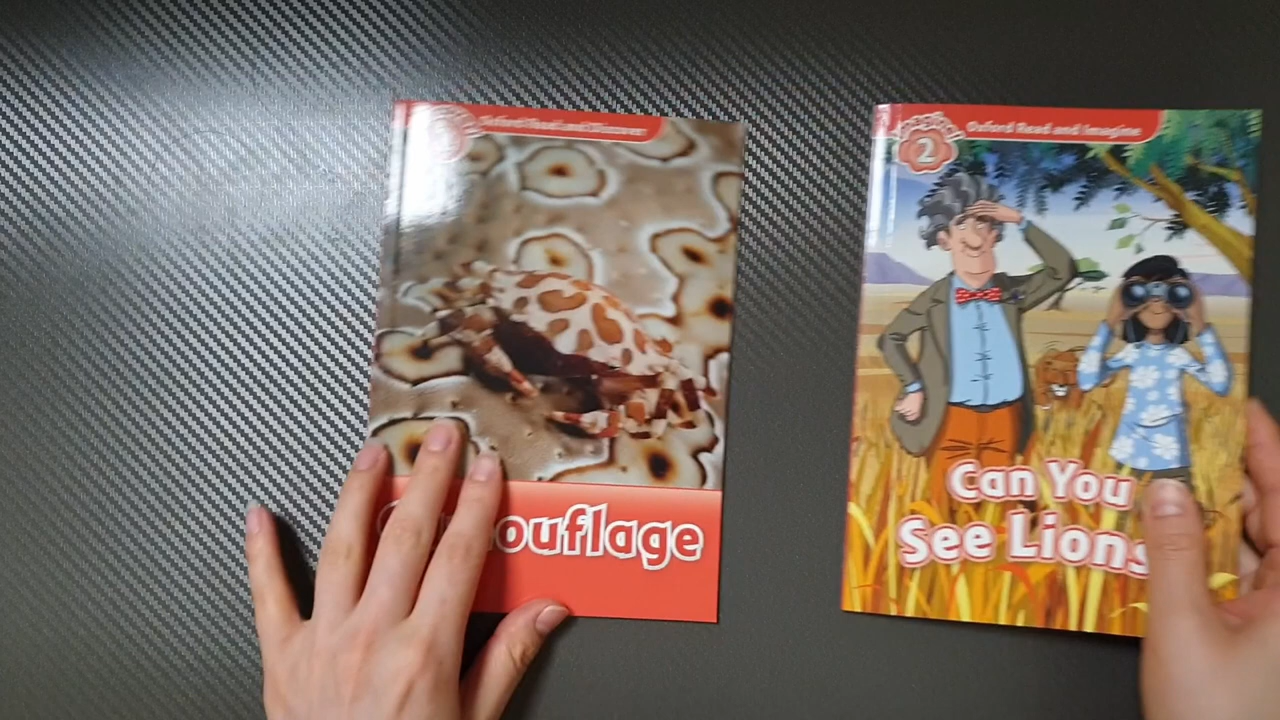 Oxford Read and Discover
ouflage
2
Oxford Read and Imagine
Can You
See Lions